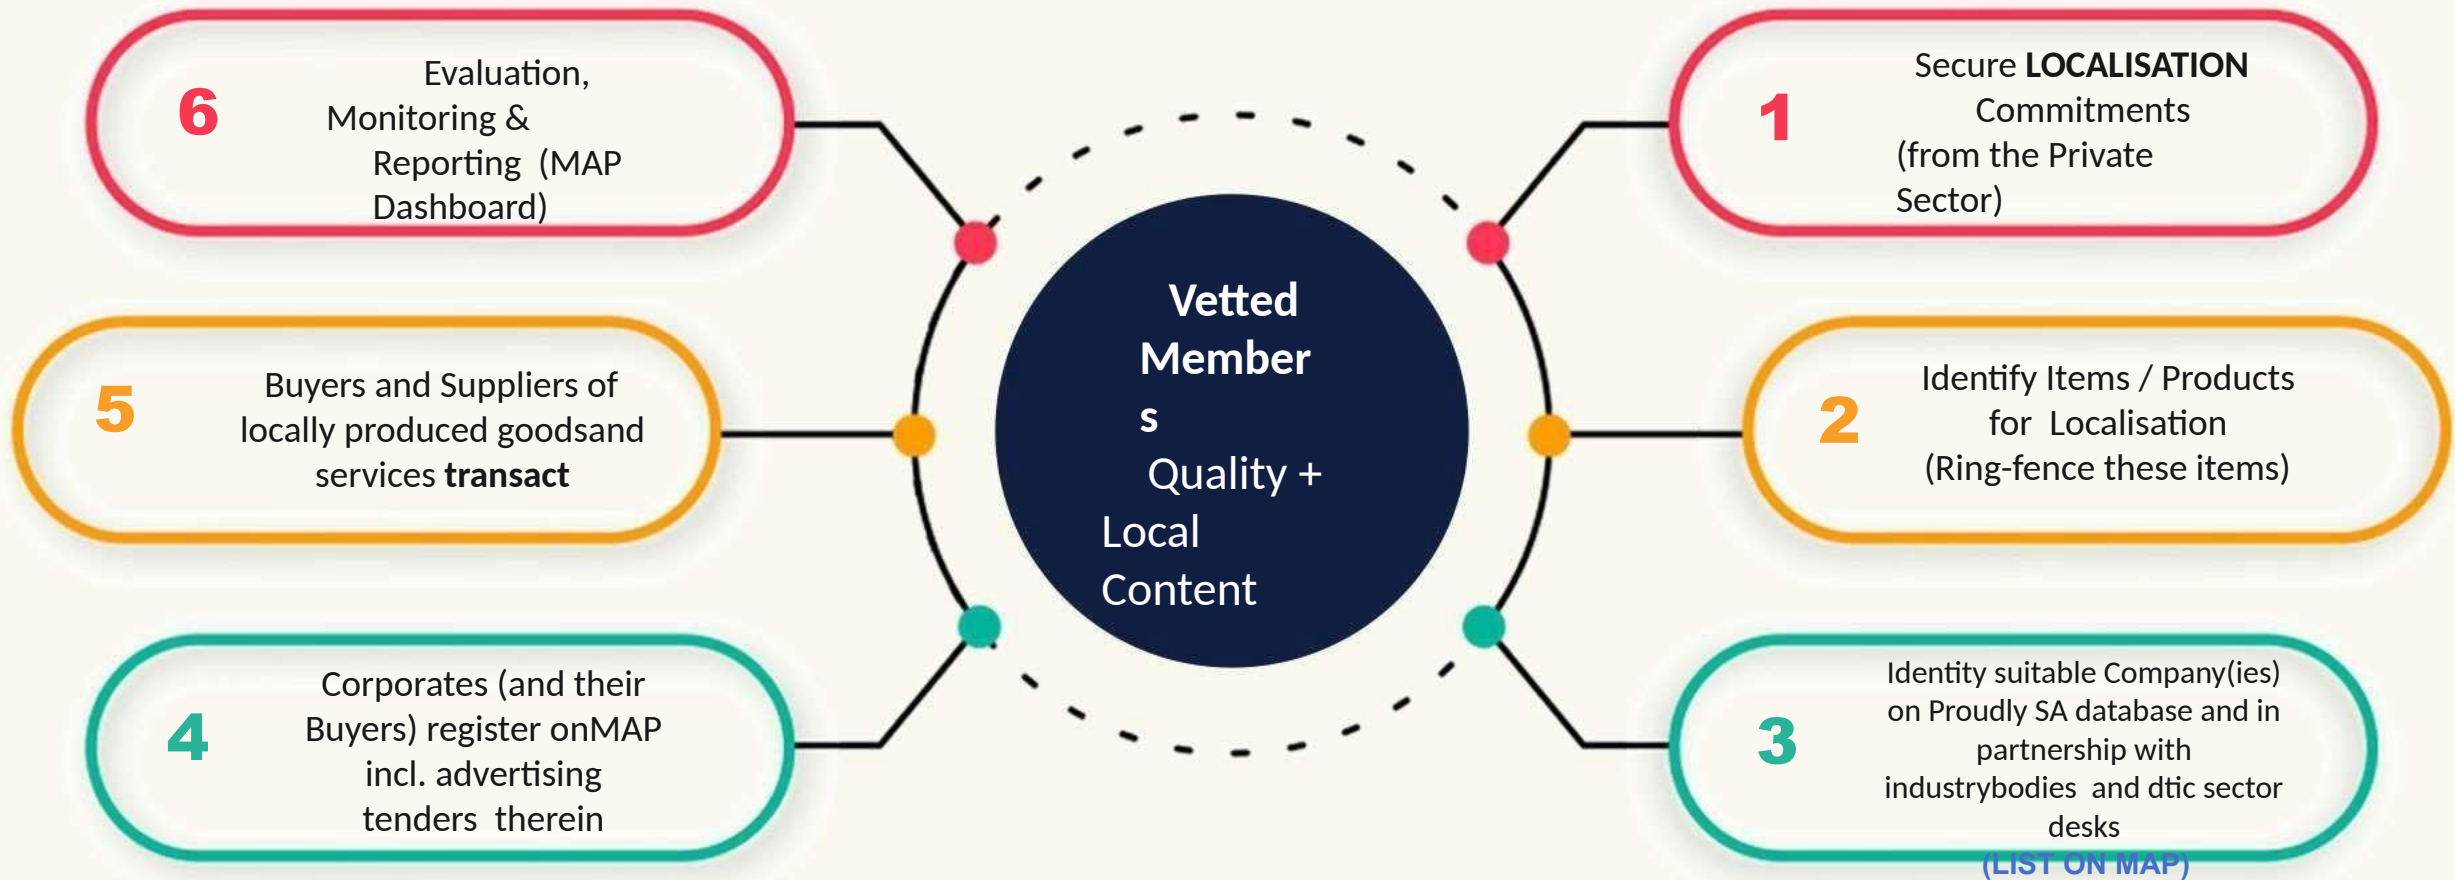 6
Evaluation,
Monitoring &
Reporting (MAP
Dashboard)
1
Secure LOCALISATION
Commitments
(from the Private
Sector)
Vetted
Member
s
Quality +
Local
Content
5
Buyers and Suppliers of
locally produced goodsand
services transact
2
Identify Items / Products
for Localisation
(Ring-fence these items)
4
Corporates (and their
Buyers) register onMAP
incl. advertising
tenders therein
3
Identity suitable Company(ies)
on Proudly SA database and in
partnership with
industrybodies and dtic sector
desks
(LIST ON MAP)